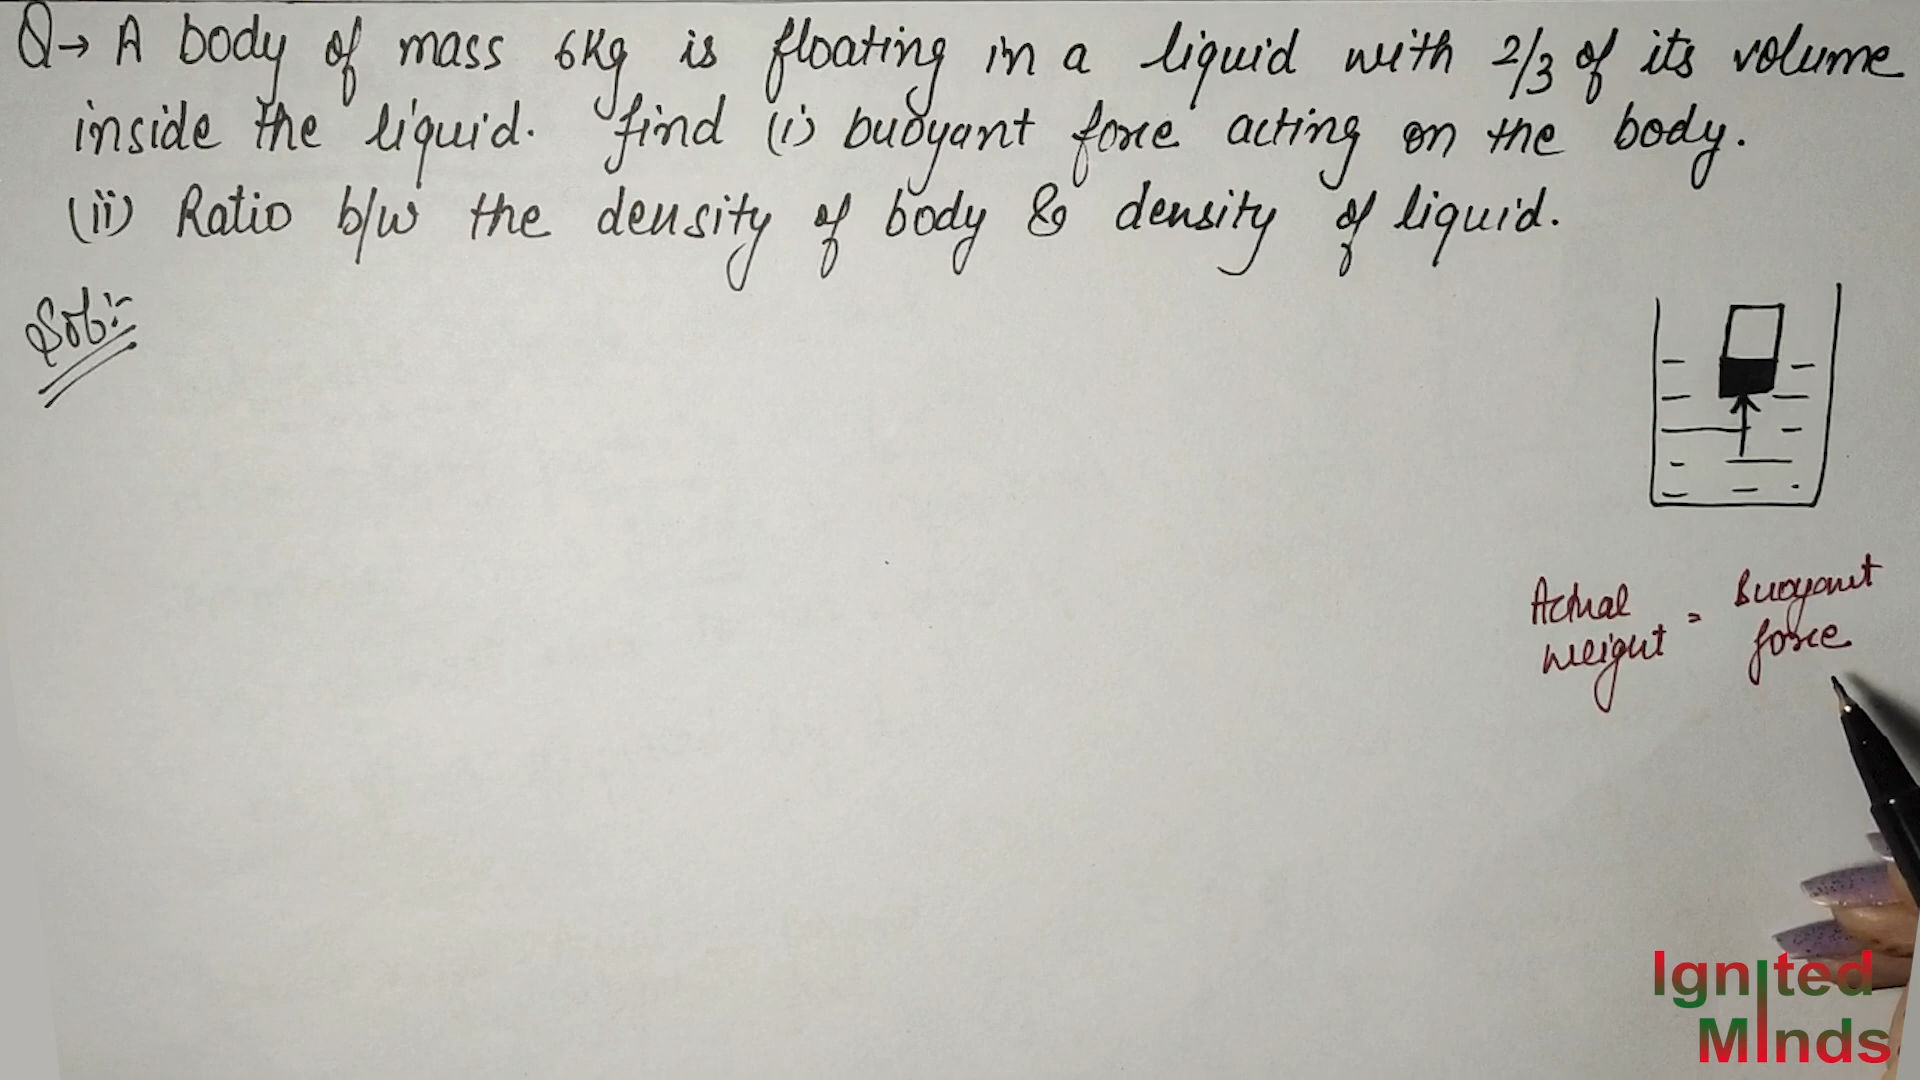 Q→ A body of mass 6Kg is floating in a liquid with 2/3 of its volume
inside the liquid. find (i) buoyant force acting on the body.
(ii) Ratio b/w the density of body & density of liquid.
Sol:-
Actual weight = Buoyant force
Ignited
Minds